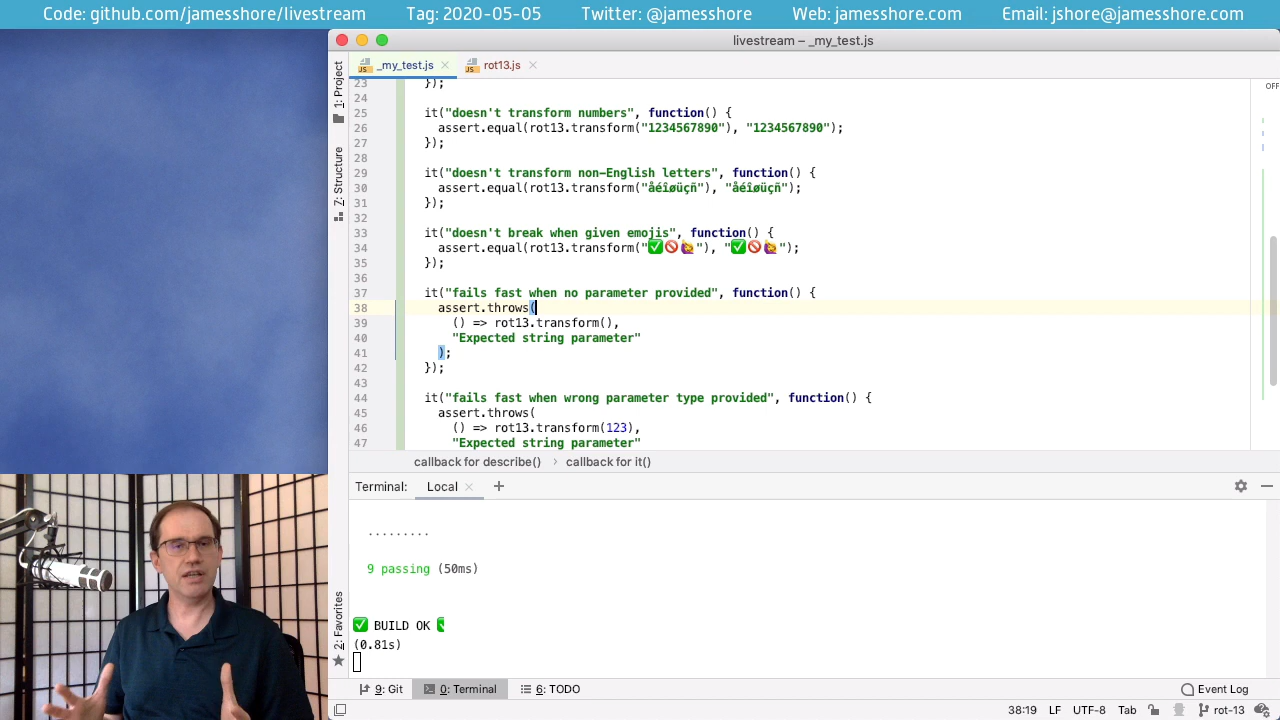 Code: github.com/jamesshore/livestream Tag: 2020-05-05 Twitter: @jamesshore Web: jamesshore.com Email: jshore@jamesshore.com
livestream – _my_test.js
_my_test.js rot13.js
1: Project
7: Structure
2: Favorites
OFF
23 });
24
25 it("doesn't transform numbers", function() {
26 assert.equal(rot13.transform("1234567890"), "1234567890");
27 });
28
29 it("doesn't transform non-English letters", function() {
30 assert.equal(rot13.transform("åéîøüçñ"), "åéîøüçñ");
31 });
32
33 it("doesn't break when given emojis", function() {
34 assert.equal(rot13.transform("✅🚫🙋"), "✅🚫🙋");
35 });
36
37 it("fails fast when no parameter provided", function() {
38 assert.throws(
39 () => rot13.transform(),
40 "Expected string parameter"
41 );
42 });
43
44 it("fails fast when wrong parameter type provided", function() {
45 assert.throws(
46 () => rot13.transform(123),
47 "Expected string parameter"
callback for describe() › callback for it()
Terminal: Local
.........
9 passing (50ms)
✅ BUILD OK ✅
(0.81s)
9: Git 0: Terminal 6: TODO Event Log
38:19 LF UTF-8 Tab rot-13